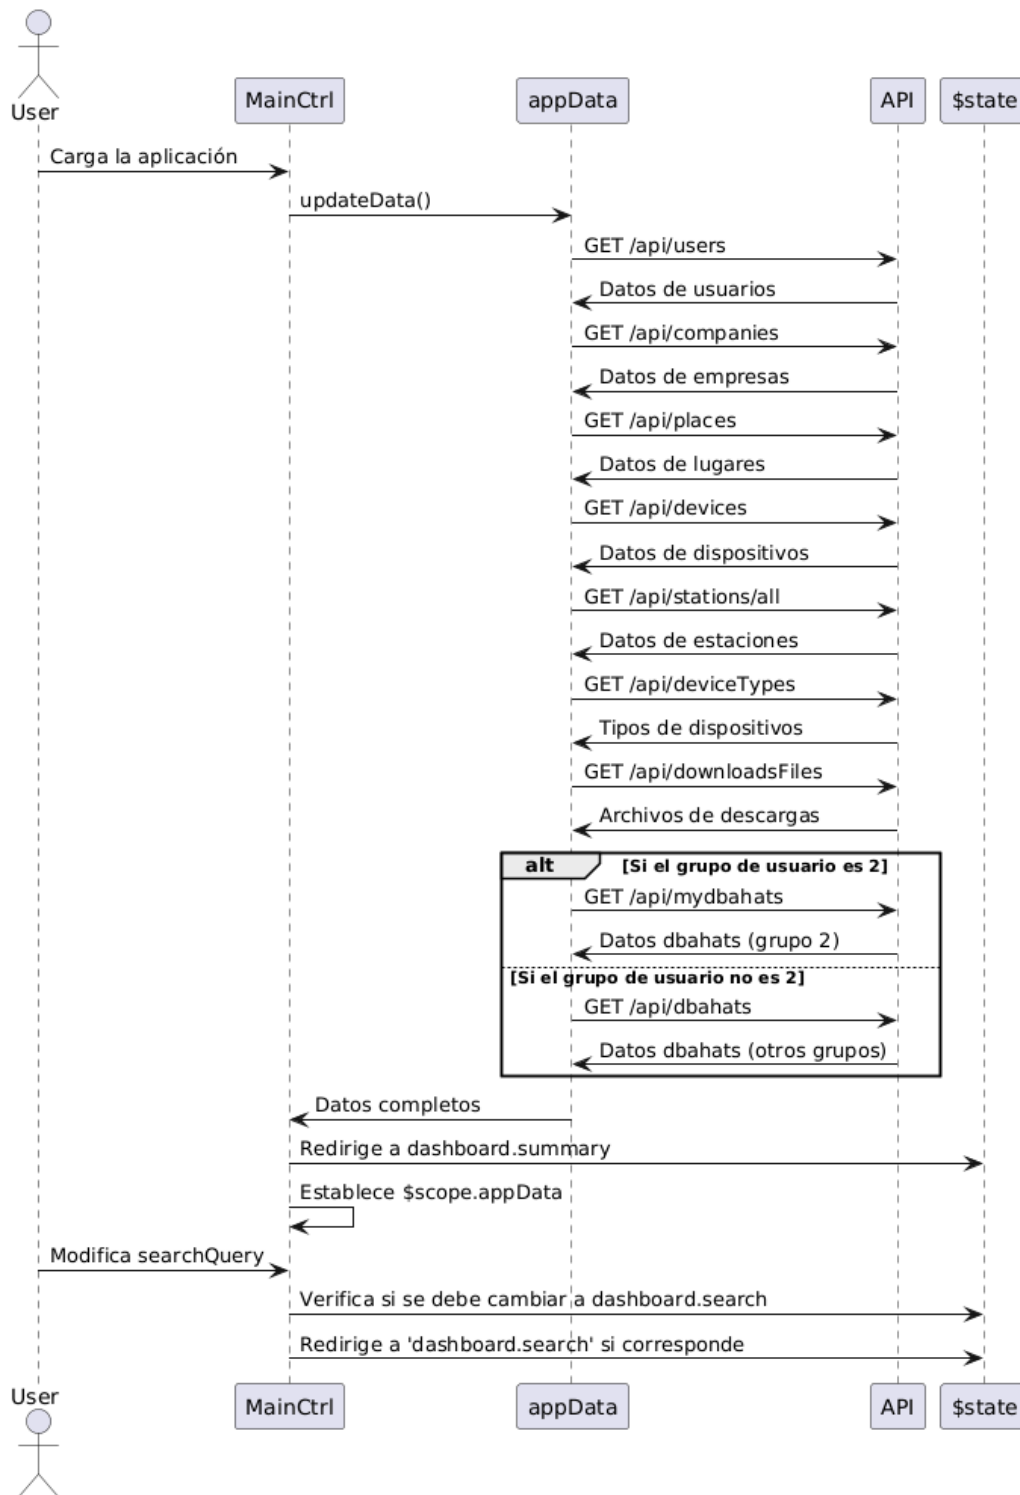 User
MainCtrl
appData
API
$state
Carga la aplicación
updateData()
GET /api/users
Datos de usuarios
GET /api/companies
Datos de empresas
GET /api/places
Datos de lugares
GET /api/devices
Datos de dispositivos
GET /api/stations/all
Datos de estaciones
GET /api/deviceTypes
Tipos de dispositivos
GET /api/downloadsFiles
Archivos de descargas
alt [Si el grupo de usuario es 2]
GET /api/mydbahats
Datos dbahats (grupo 2)
[Si el grupo de usuario no es 2]
GET /api/dbahats
Datos dbahats (otros grupos)
Datos completos
Redirige a dashboard.summary
Establece $scope.appData
Modifica searchQuery
Verifica si se debe cambiar a dashboard.search
Redirige a 'dashboard.search' si corresponde
User
MainCtrl
appData
API
$state